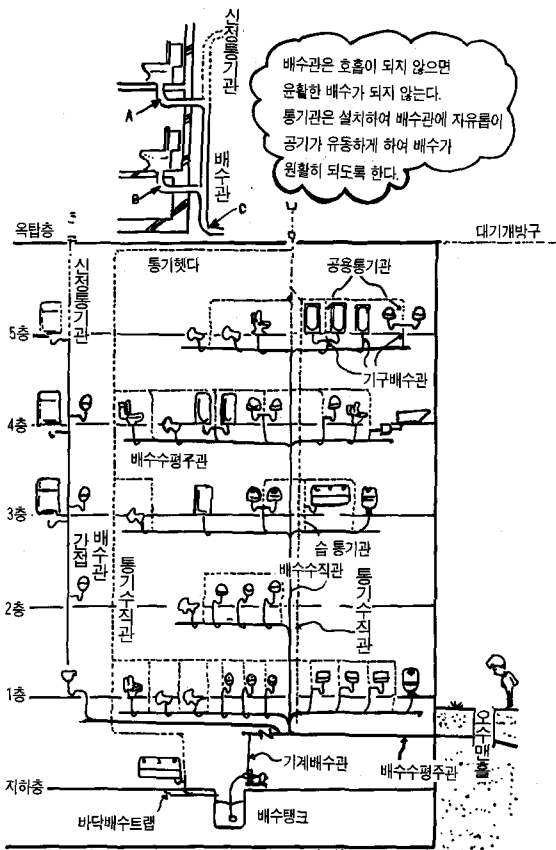 신정통기관
배수관
A
B
C
배수관은 호흡이 되지 않으면
윤활한 배수가 되지 않는다.
통기관은 설치하여 배수관에 자유롭이
공기가 유동하게 하여 배수가
원활히 되도록 한다.
옥탑층
대기개방구
신정통기관
통기헷다
공용통기관
5층
기구배수관
4층
배수수평주관
3층
습 통기관
간접
배수관
통기수직관
배수수직관
통기수직관
2층
1층
오수맨홀
기계배수관
배수수평주관
지하층
바닥배수트랩
배수탱크